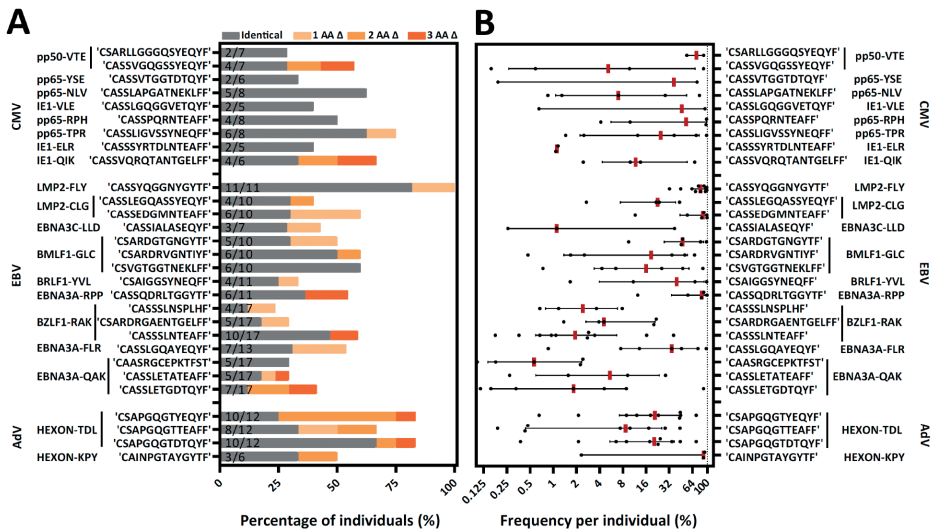 A
B
Identical 1 AA Δ 2 AA Δ 3 AA Δ
CMV
pp50-VTE 'CSARLLGGGQSYEQYF' 2/7
'CASSVGQGSSYEQYF' 4/7
pp65-YSE 'CASSVTGGTDTQYF' 2/6
pp65-NLV 'CASSLAPGATNEKLFF' 5/8
IE1-VLE 'CASSLGQGGVETQYF' 2/5
pp65-RPH 'CASSPQRNTEAFF' 4/8
pp65-TPR 'CASSLIGVSSYNEQFF' 6/8
IE1-ELR 'CASSSYRTDLNTEAFF' 2/5
IE1-QIK 'CASSVQRQTANTGELFF' 4/6
EBV
LMP2-FLY 'CASSYQGGNYGYTF' 11/11
LMP2-CLG 'CASSLEGQASSYEQYF' 4/10
'CASSEDGMNTEAFF' 6/10
EBNA3C-LLD 'CASSIALASEQYF' 3/7
BMLF1-GLC 'CSARDGTGNGYTF' 5/10
'CSARDRVGNTIYF' 6/10
'CSVGTGGTNEKLFF' 6/10
BRLF1-YVL 'CSAIGGSYNEQFF' 4/11
EBNA3A-RPP 'CASSQDRLTGGYTF' 6/11
BZLF1-RAK 'CASSSLNSPLHF' 4/17
'CSARDRGAENTGELFF' 5/17
'CASSSLNTEAFF' 10/17
EBNA3A-FLR 'CASSLGQAYEQYF' 7/13
EBNA3A-QAK 'CAASRGCEPKTFST' 5/17
'CASSLETATEAFF' 5/17
'CASSLETGDTQYF' 7/17
AdV
HEXON-TDL 'CSAPGQGTYEQYF' 10/12
'CSAPGQGTTEAFF' 8/12
'CSAPGQGTDTQYF' 10/12
HEXON-KPY 'CAINPGTAYGYTF' 3/6
0 25 50 75 100
Percentage of individuals (%)
'CSARLLGGGQSYEQYF' pp50-VTE
'CASSVGQGSSYEQYF'
'CASSVTGGTDTQYF' pp65-YSE
'CASSLAPGATNEKLFF' pp65-NLV
'CASSLGQGGVETQYF' IE1-VLE
'CASSPQRNTEAFF' pp65-RPH
'CASSLIGVSSYNEQFF' pp65-TPR
'CASSSYRTDLNTEAFF' IE1-ELR
'CASSVQRQTANTGELFF' IE1-QIK
CMV
'CASSYQGGNYGYTF' LMP2-FLY
'CASSLEGQASSYEQYF' LMP2-CLG
'CASSEDGMNTEAFF'
'CASSIALASEQYF' EBNA3C-LLD
'CSARDGTGNGYTF' BMLF1-GLC
'CSARDRVGNTIYF'
'CSVGTGGTNEKLFF'
'CSAIGGSYNEQFF' BRLF1-YVL
'CASSQDRLTGGYTF' EBNA3A-RPP
'CASSSLNSPLHF' BZLF1-RAK
'CSARDRGAENTGELFF'
'CASSSLNTEAFF'
'CASSLGQAYEQYF' EBNA3A-FLR
'CAASRGCEPKTFST' EBNA3A-QAK
'CASSLETATEAFF'
'CASSLETGDTQYF'
EBV
'CSAPGQGTYEQYF' HEXON-TDL
'CSAPGQGTTEAFF'
'CSAPGQGTDTQYF'
'CAINPGTAYGYTF' HEXON-KPY
AdV
0.125 0.25 0.5 1 2 4 8 16 32 64 100
Frequency per individual (%)